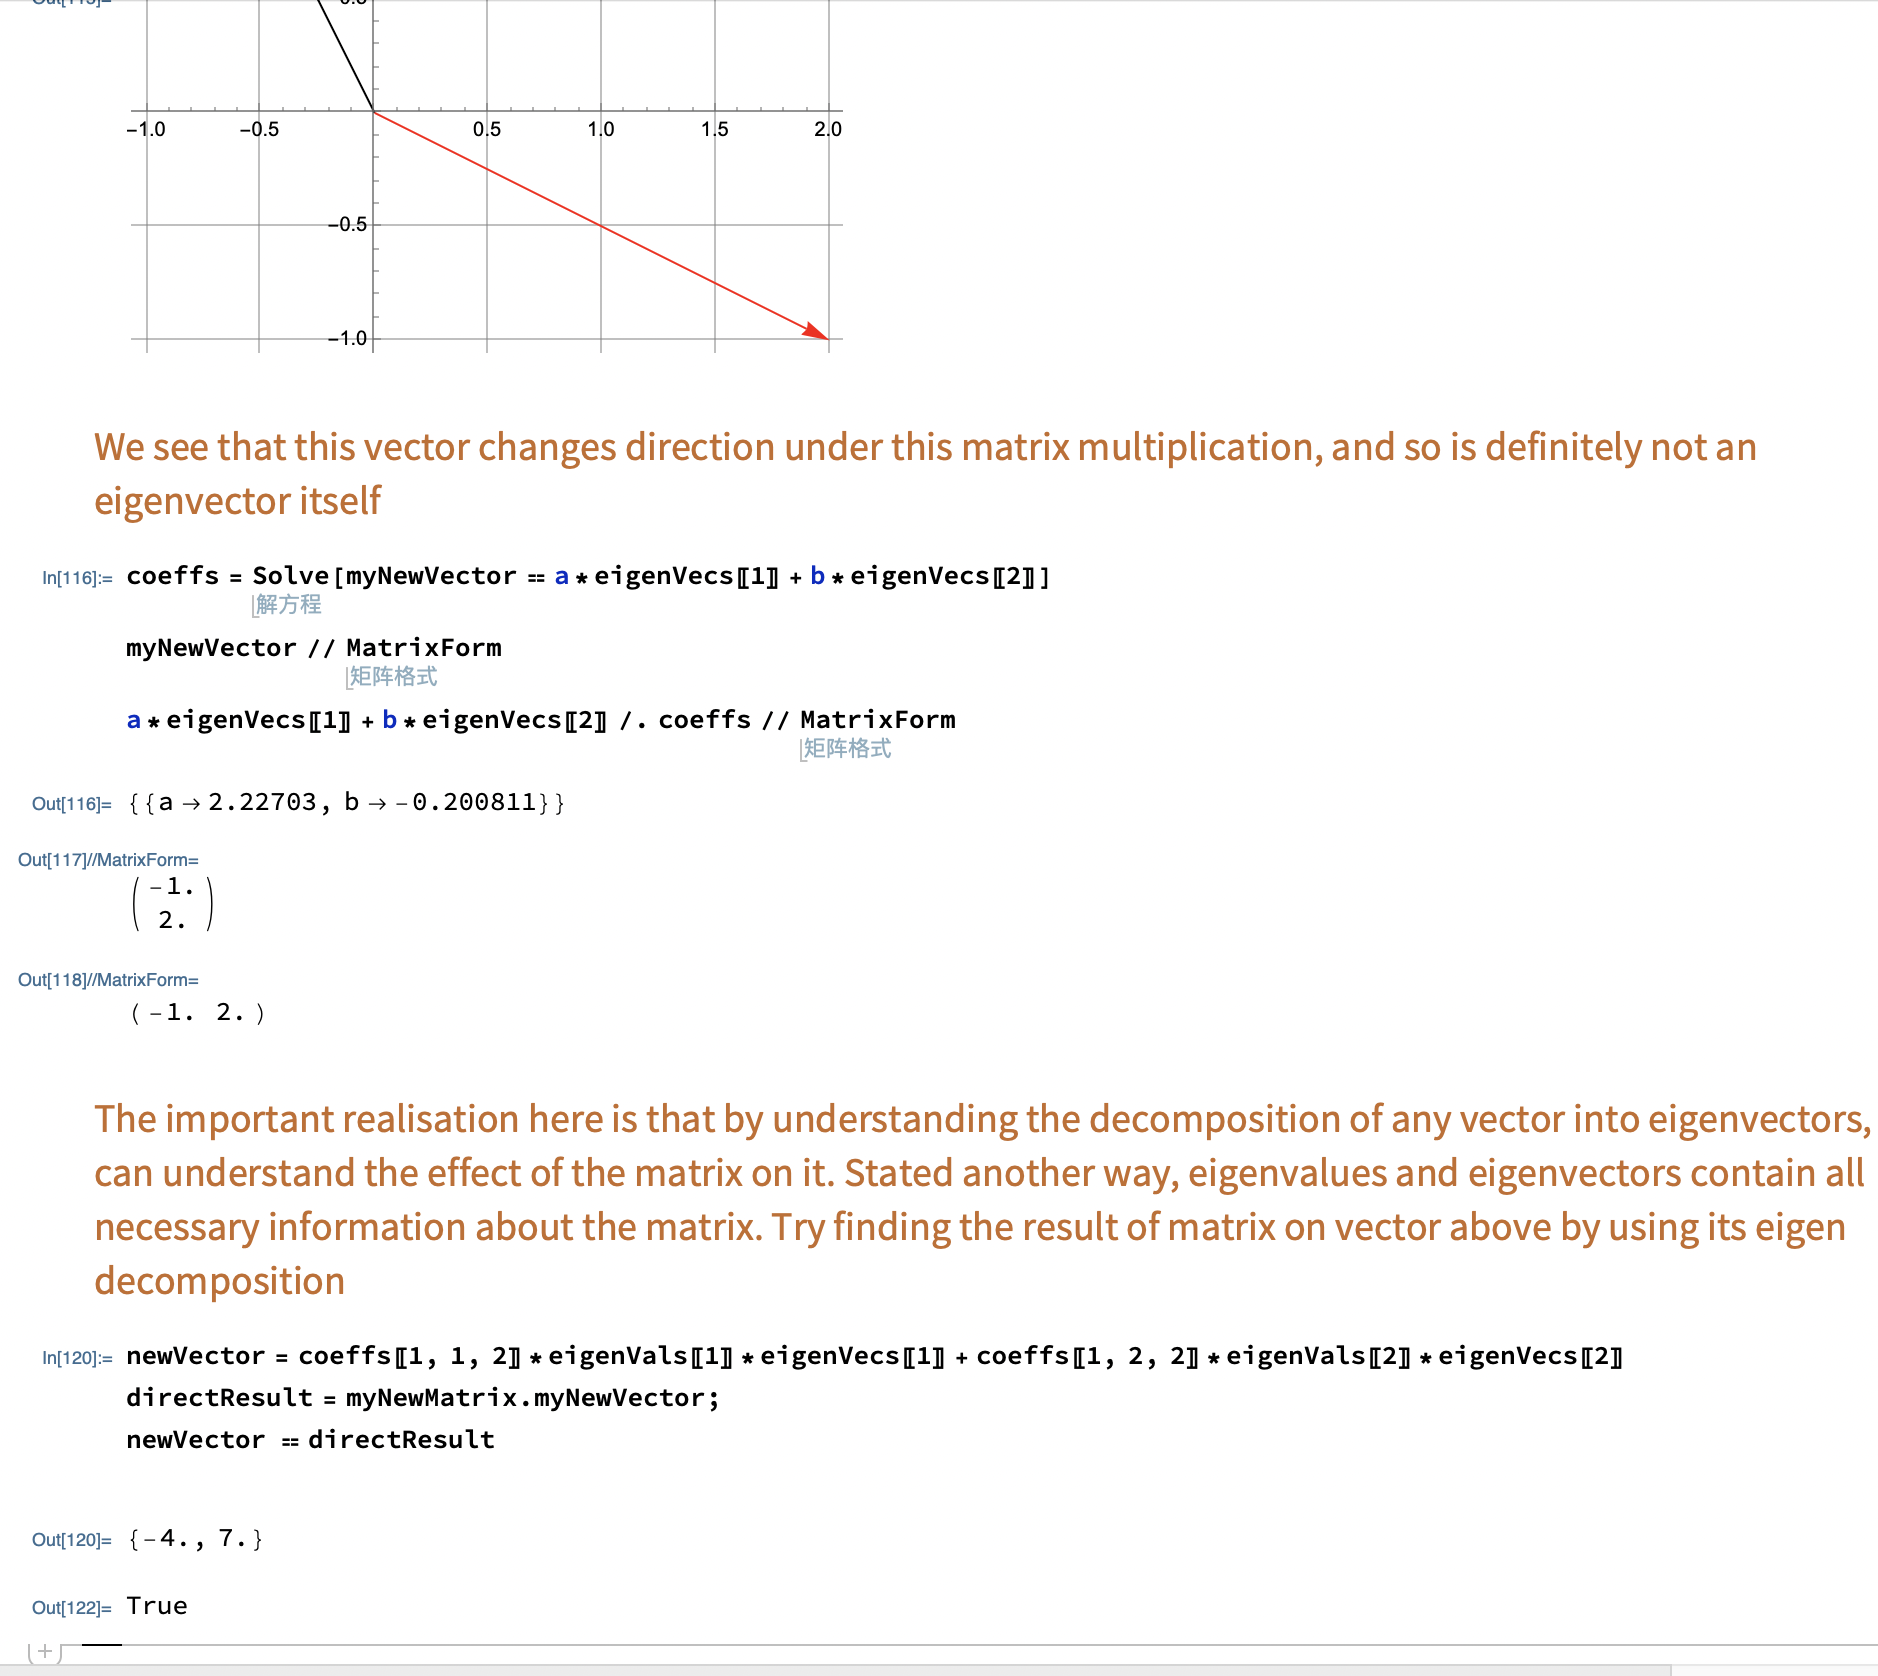 -1.0 -0.5 0.5 1.0 1.5 2.0
-0.5
-1.0
We see that this vector changes direction under this matrix multiplication, and so is definitely not an
eigenvector itself
In[116]:= coeffs = Solve[myNewVector == a * eigenVecs〚1〛 + b * eigenVecs〚2〛]
解方程
myNewVector // MatrixForm
矩阵格式
a * eigenVecs〚1〛 + b * eigenVecs〚2〛 /. coeffs // MatrixForm
矩阵格式
Out[116]= {{a → 2.22703, b → -0.200811}}
Out[117]//MatrixForm=
-1.
2.
Out[118]//MatrixForm=
( -1. 2. )
The important realisation here is that by understanding the decomposition of any vector into eigenvectors,
can understand the effect of the matrix on it. Stated another way, eigenvalues and eigenvectors contain all
necessary information about the matrix. Try finding the result of matrix on vector above by using its eigen
decomposition
In[120]:= newVector = coeffs〚1, 1, 2〛 * eigenVals〚1〛 * eigenVecs〚1〛 + coeffs〚1, 2, 2〛 * eigenVals〚2〛 * eigenVecs〚2〛
directResult = myNewMatrix.myNewVector;
newVector == directResult
Out[120]= {-4., 7.}
Out[122]= True